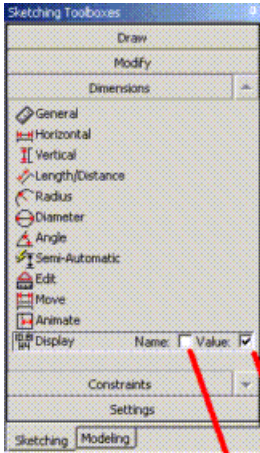 Sketching Toolboxes
Draw
Modify
Dimensions
General
Horizontal
Vertical
Length/Distance
Radius
Diameter
Angle
Semi-Automatic
Edit
Move
Animate
Display Name: Value:
Constraints
Settings
Sketching Modeling